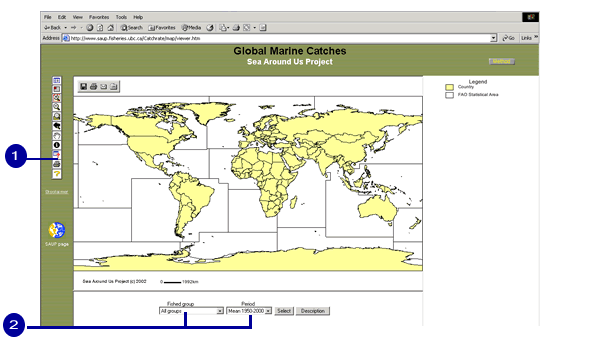 File Edit View Favorites Tools Help
Back Search Favorites Media
Address http://www.saup.fisheries.ubc.ca/Catchrate/map/viewer.htm Go Links »
Global Marine Catches
Sea Around Us Project
Method
Legend
Country
FAO Statistical Area
1
Disclaimer
SAUP page
Sea Around Us Project (c) 2002 0 1992km
Fished group Period
All groups Mean 1950-2000 Select Description
2